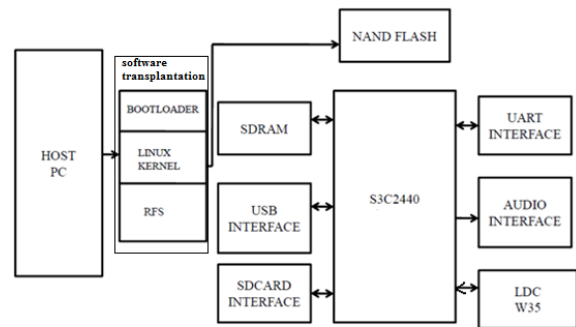 NAND FLASH
software
transplantation
BOOTLOADER
LINUX
KERNEL
RFS
HOST
PC
SDRAM
USB
INTERFACE
SDCARD
INTERFACE
S3C2440
UART
INTERFACE
AUDIO
INTERFACE
LDC
W35